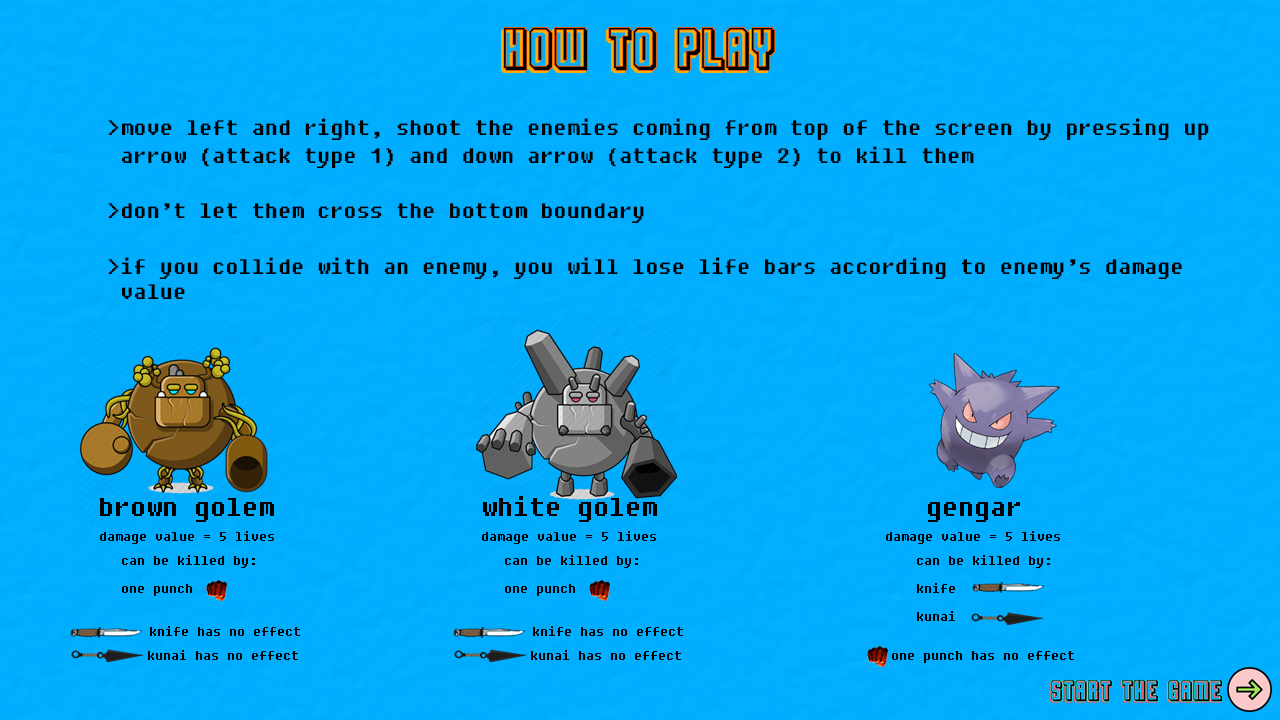 HOW TO PLAY
>move left and right, shoot the enemies coming from top of the screen by pressing up
arrow (attack type 1) and down arrow (attack type 2) to kill them
>don't let them cross the bottom boundary
>if you collide with an enemy, you will lose life bars according to enemy's damage
value
brown golem
damage value = 5 lives
can be killed by:
one punch
knife has no effect
kunai has no effect
white golem
damage value = 5 lives
can be killed by:
one punch
knife has no effect
kunai has no effect
gengar
damage value = 5 lives
can be killed by:
knife
kunai
one punch has no effect
START THE GAME